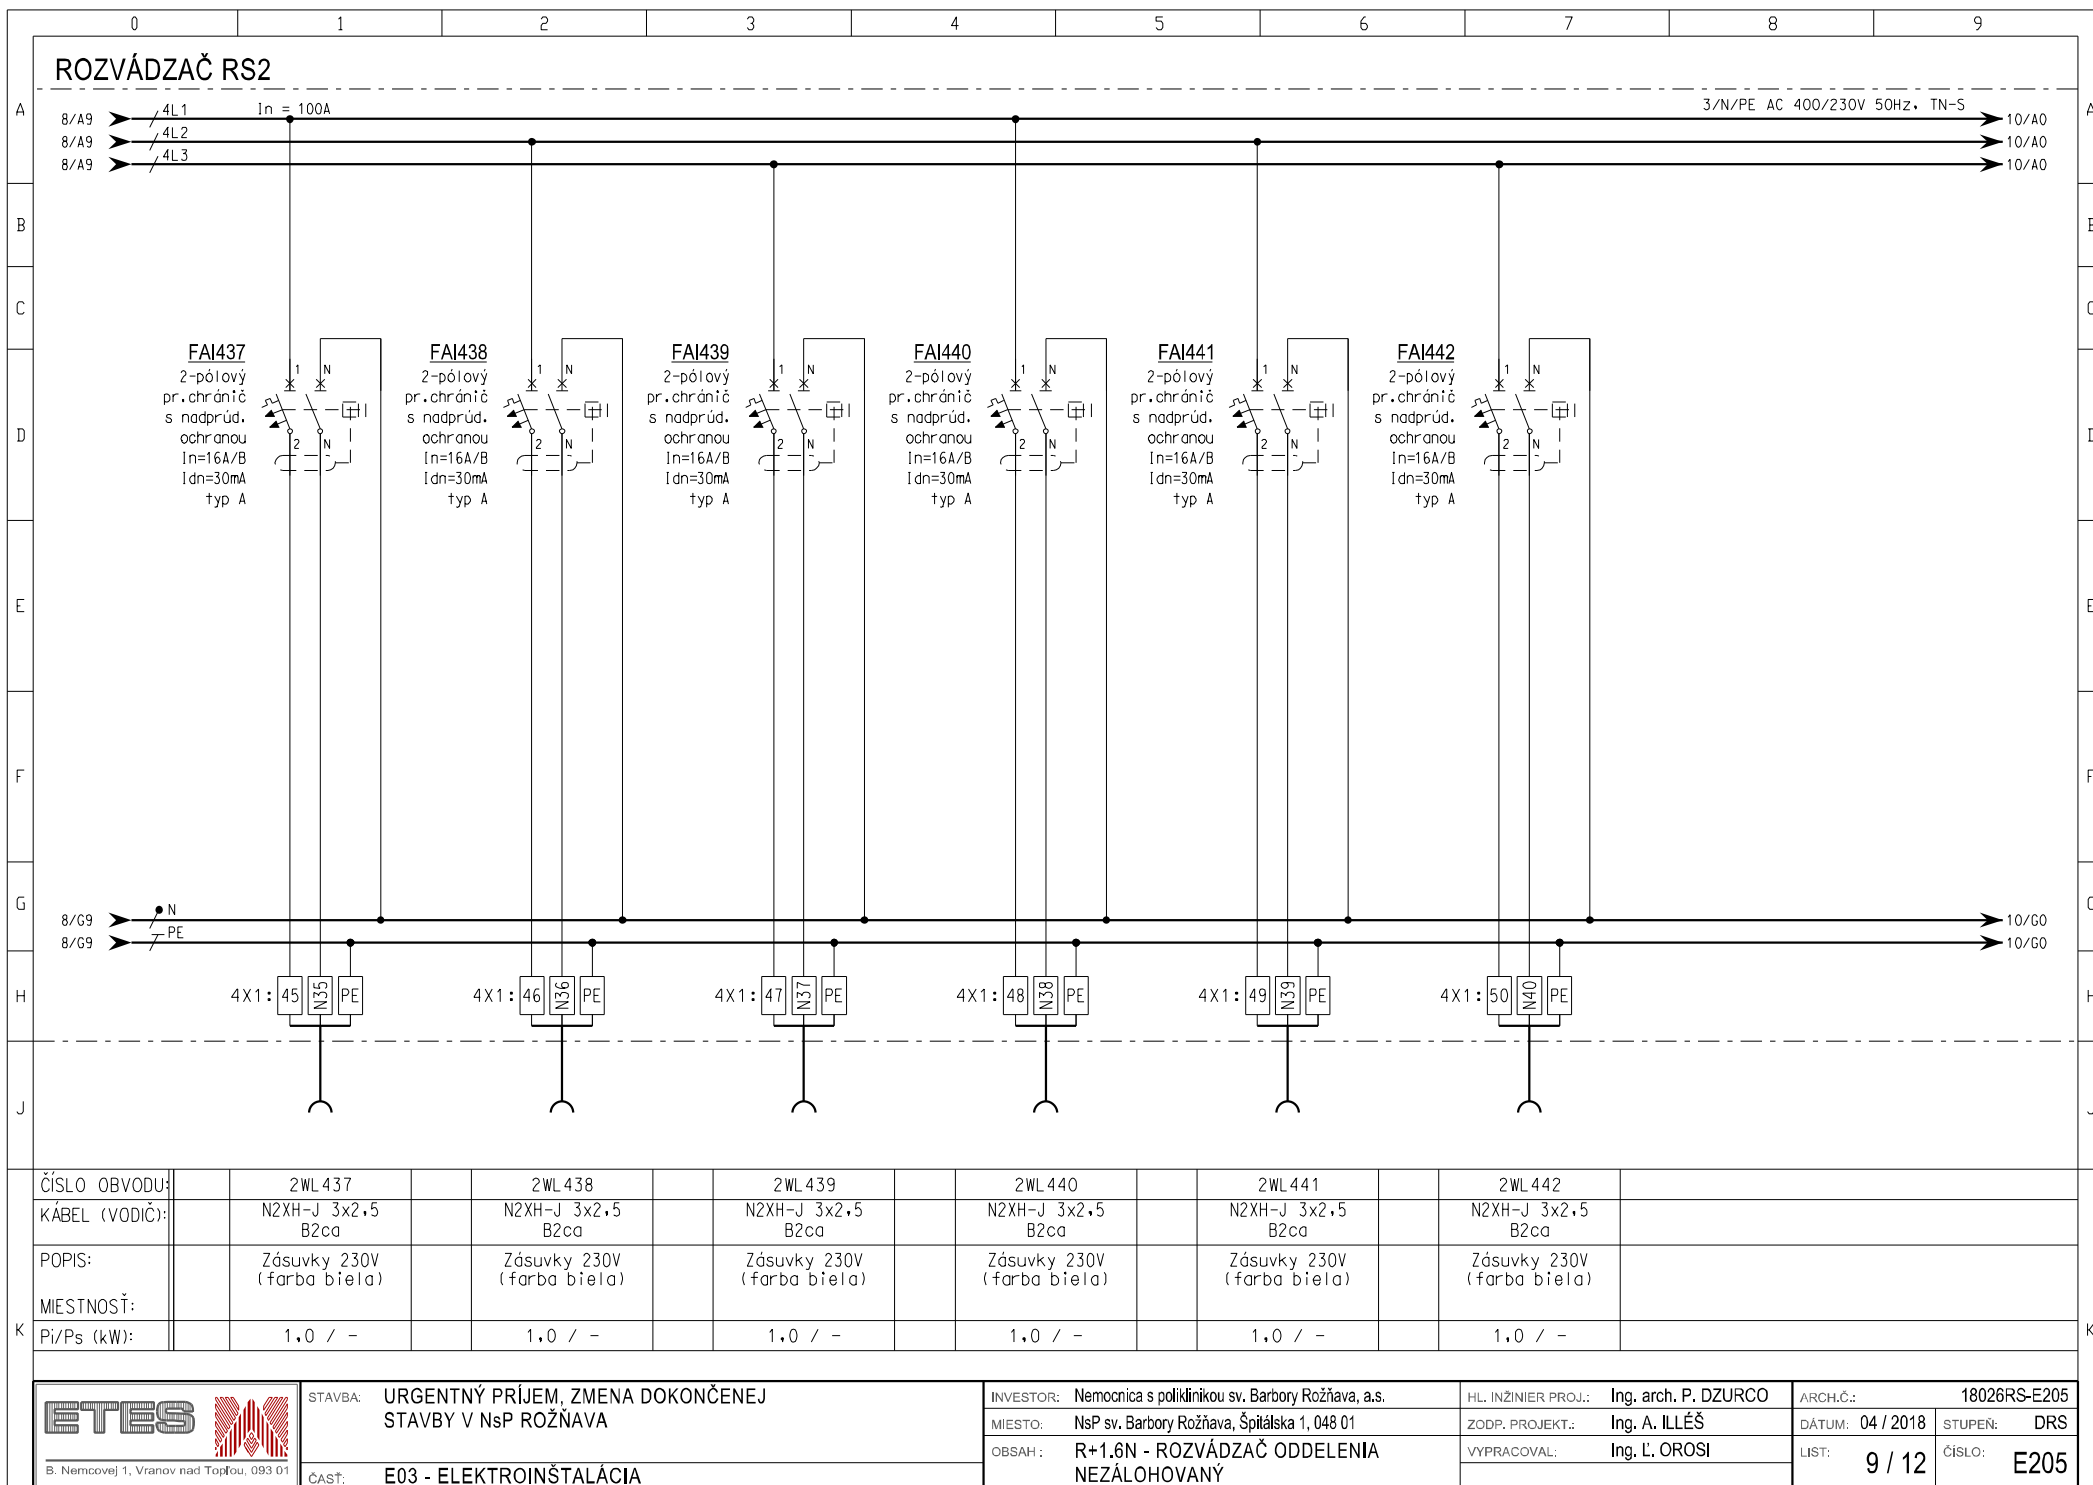 0 1 2 3 4 5 6 7 8 9
ROZVÁDZAČ RS2
A A
8/A9 4L1 In = 100A 3/N/PE AC 400/230V 50Hz, TN-S 10/A0
8/A9 4L2 10/A0
8/A9 4L3 10/A0
B
C
FAI437 FAI438 FAI439 FAI440 FAI441 FAI442
1 N 1 N 1 N 1 N 1 N 1 N
2-pólový 2-pólový 2-pólový 2-pólový 2-pólový 2-pólový
pr.chránič pr.chránič pr.chránič pr.chránič pr.chránič pr.chránič
s nadprúd. s nadprúd. s nadprúd. s nadprúd. s nadprúd. s nadprúd.
D
ochranou ochranou ochranou ochranou ochranou ochranou
2 N 2 N 2 N 2 N 2 N 2 N
In=16A/B In=16A/B In=16A/B In=16A/B In=16A/B In=16A/B
Idn=30mA Idn=30mA Idn=30mA Idn=30mA Idn=30mA Idn=30mA
typ A typ A typ A typ A typ A typ A
E E
F F
G
N
8/G9 10/G0
PE
8/G9 10/G0
H H
4X1: 45 N35 PE 4X1: 46 N36 PE 4X1: 47 N37 PE 4X1: 48 N38 PE 4X1: 49 N39 PE 4X1: 50 N40 PE
J J
ČÍSLO OBVODU: 2WL437 2WL438 2WL439 2WL440 2WL441 2WL442
KÁBEL (VODIČ): N2XH-J 3x2,5 N2XH-J 3x2,5 N2XH-J 3x2,5 N2XH-J 3x2,5 N2XH-J 3x2,5 N2XH-J 3x2,5
B2ca B2ca B2ca B2ca B2ca B2ca
POPIS: Zásuvky 230V Zásuvky 230V Zásuvky 230V Zásuvky 230V Zásuvky 230V Zásuvky 230V
(farba biela) (farba biela) (farba biela) (farba biela) (farba biela) (farba biela)
MIESTNOSŤ:
K K
Pi/Ps (kW): 1,0 / - 1,0 / - 1,0 / - 1,0 / - 1,0 / - 1,0 / -
ETES
B. Nemcovej 1, Vranov nad Topľou, 093 01
STAVBA: URGENTNÝ PRÍJEM, ZMENA DOKONČENEJ
STAVBY V NsP ROŽŇAVA
ČASŤ: E03 - ELEKTROINŠTALÁCIA
INVESTOR: Nemocnica s poliklinikou sv. Barbory Rožňava, a.s.
MIESTO: NsP sv. Barbory Rožňava, Špitálska 1, 048 01
OBSAH : R+1.6N - ROZVÁDZAČ ODDELENIA
NEZÁLOHOVANÝ
HL. INŽINIER PROJ.: Ing. arch. P. DZURCO
ZODP. PROJEKT.: Ing. A. ILLÉŠ
VYPRACOVAL: Ing. Ľ. OROSI
ARCH.Č.: 18026RS-E205
DÁTUM: 04 / 2018 STUPEŇ: DRS
LIST: 9 / 12 ČÍSLO: E205